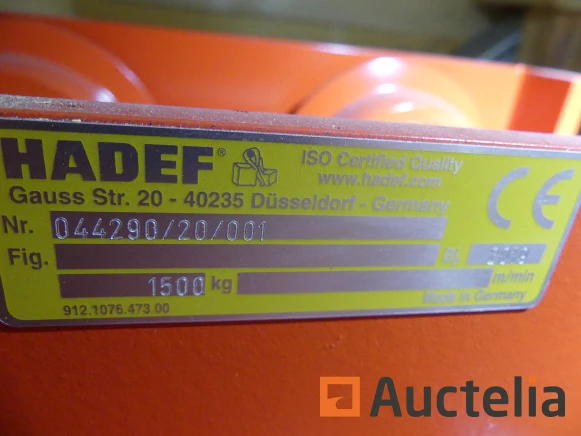 HADEF®
ISO Certified Quality
www.hadef.com
Gauss Str. 20 - 40235 Düsseldorf - Germany
Nr. 044290/20/001
Fig.
1500 kg m/min
912.1076.473.00 Made in Germany
CE
Auctelia